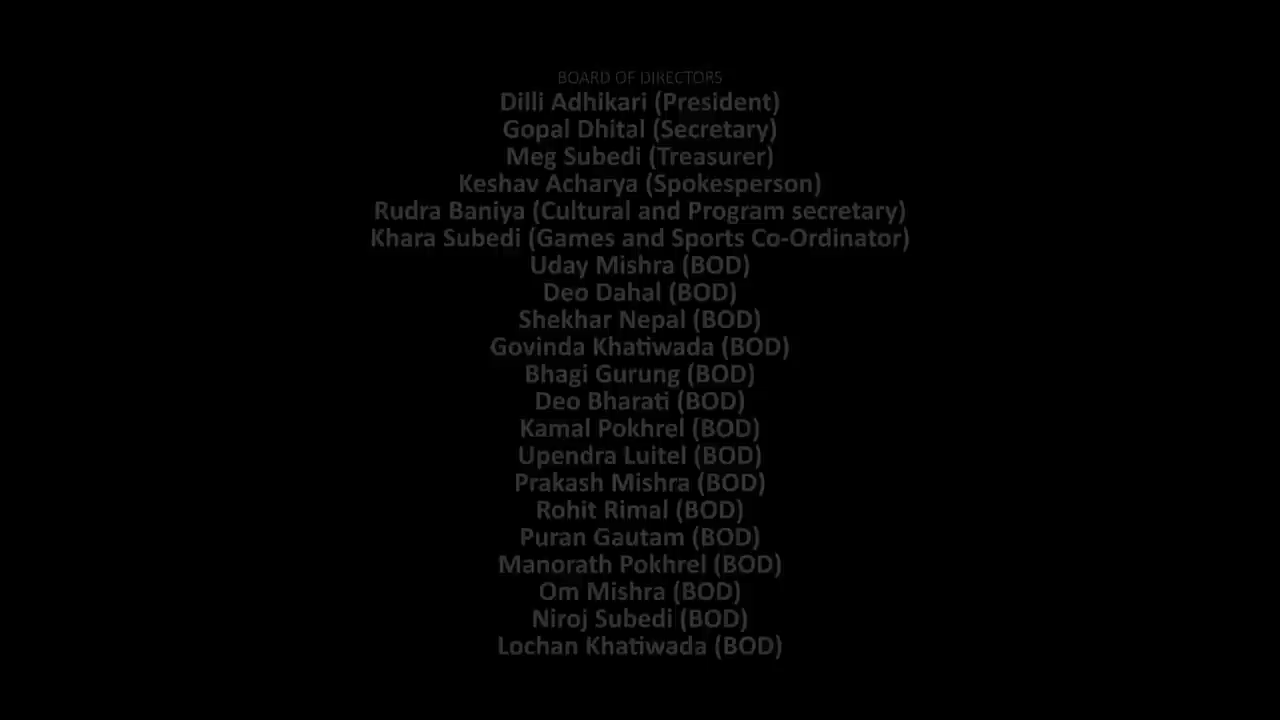 BOARD OF DIRECTORS
Dilli Adhikari (President)
Gopal Dhital (Secretary)
Meg Subedi (Treasurer)
Keshav Acharya (Spokesperson)
Rudra Baniya (Cultural and Program secretary)
Khara Subedi (Games and Sports Co-Ordinator)
Uday Mishra (BOD)
Deo Dahal (BOD)
Shekhar Nepal (BOD)
Govinda Khatiwada (BOD)
Bhagi Gurung (BOD)
Deo Bharati (BOD)
Kamal Pokhrel (BOD)
Upendra Luitel (BOD)
Prakash Mishra (BOD)
Rohit Rimal (BOD)
Puran Gautam (BOD)
Manorath Pokhrel (BOD)
Om Mishra (BOD)
Niroj Subedi (BOD)
Lochan Khatiwada (BOD)